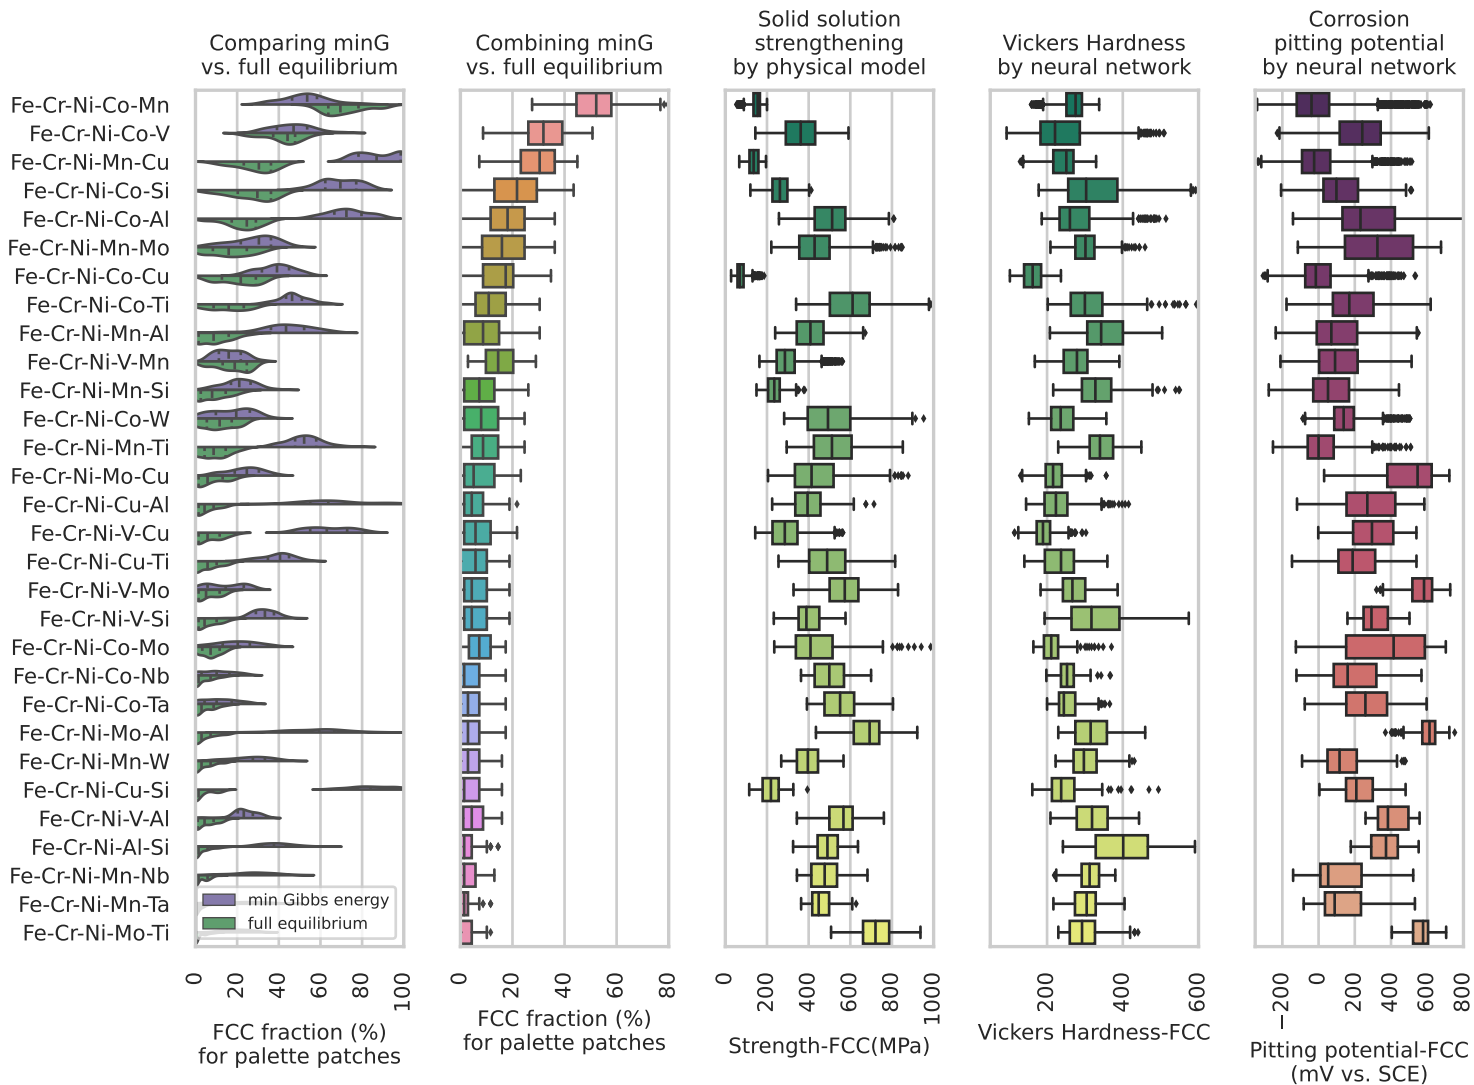 Comparing minG
vs. full equilibrium
Combining minG
vs. full equilibrium
Solid solution
strengthening
by physical model
Vickers Hardness
by neural network
Corrosion
pitting potential
by neural network
Fe-Cr-Ni-Co-Mn
Fe-Cr-Ni-Co-V
Fe-Cr-Ni-Mn-Cu
Fe-Cr-Ni-Co-Si
Fe-Cr-Ni-Co-Al
Fe-Cr-Ni-Mn-Mo
Fe-Cr-Ni-Co-Cu
Fe-Cr-Ni-Co-Ti
Fe-Cr-Ni-Mn-Al
Fe-Cr-Ni-V-Mn
Fe-Cr-Ni-Mn-Si
Fe-Cr-Ni-Co-W
Fe-Cr-Ni-Mn-Ti
Fe-Cr-Ni-Mo-Cu
Fe-Cr-Ni-Cu-Al
Fe-Cr-Ni-V-Cu
Fe-Cr-Ni-Cu-Ti
Fe-Cr-Ni-V-Mo
Fe-Cr-Ni-V-Si
Fe-Cr-Ni-Co-Mo
Fe-Cr-Ni-Co-Nb
Fe-Cr-Ni-Co-Ta
Fe-Cr-Ni-Mo-Al
Fe-Cr-Ni-Mn-W
Fe-Cr-Ni-Cu-Si
Fe-Cr-Ni-V-Al
Fe-Cr-Ni-Al-Si
Fe-Cr-Ni-Mn-Nb
Fe-Cr-Ni-Mn-Ta
Fe-Cr-Ni-Mo-Ti
min Gibbs energy
full equilibrium
0 20 40 60 80 100
FCC fraction (%)
for palette patches
0 20 40 60 80
FCC fraction (%)
for palette patches
0 200 400 600 800 1000
Strength-FCC(MPa)
200 400 600
Vickers Hardness-FCC
−200 0 200 400 600 800
Pitting potential-FCC
(mV vs. SCE)